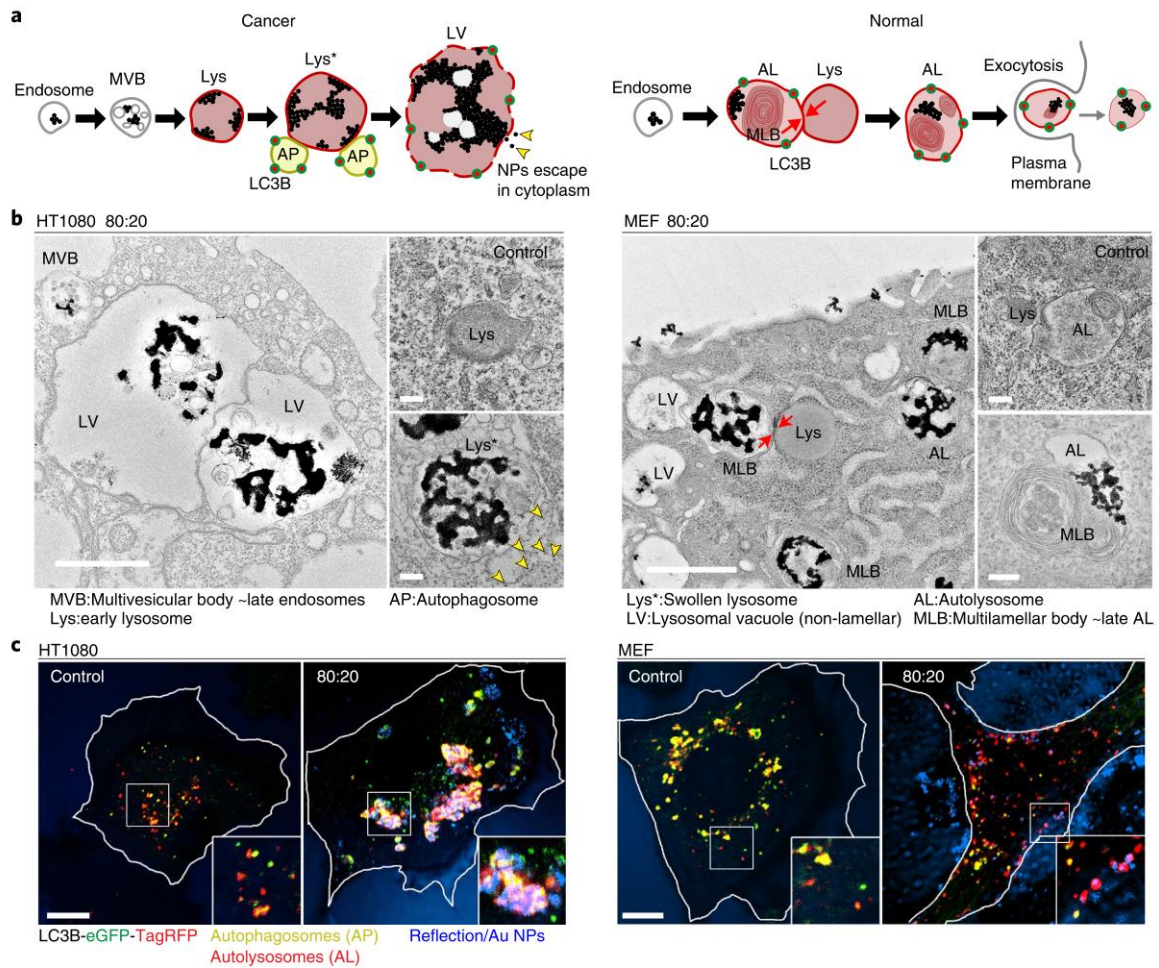 a
Cancer
Endosome
MVB
Lys
Lys*
LV
AP
AP
LC3B
NPs escape
in cytoplasm
Normal
Endosome
AL
Lys
MLB
LC3B
AL
Exocytosis
Plasma
membrane
b
HT1080 80:20
MVB
LV
LV
Control
Lys
Lys*
MEF 80:20
MLB
LV
Lys
LV
MLB
AL
MLB
Control
Lys
AL
AL
MLB
MVB:Multivesicular body ~late endosomes
AP:Autophagosome
Lys:early lysosome
Lys*:Swollen lysosome
AL:Autolysosome
LV:Lysosomal vacuole (non-lamellar)
MLB:Multilamellar body ~late AL
c
HT1080
Control
80:20
MEF
Control
80:20
LC3B-eGFP-TagRFP
Autophagosomes (AP)
Reflection/Au NPs
Autolysosomes (AL)